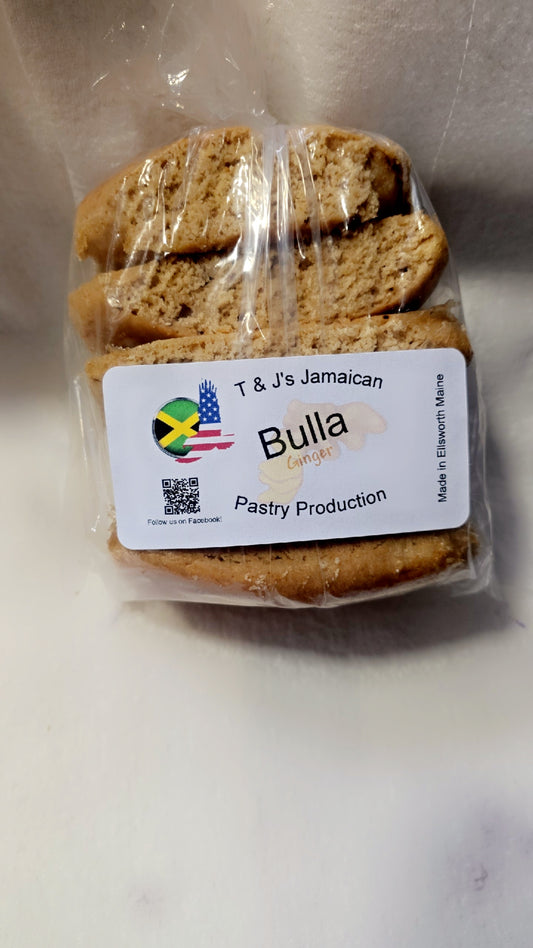 T & J's Jamaican
Bulla
Ginger
Pastry Production
Follow us on Facebook!
Made in Ellsworth Maine